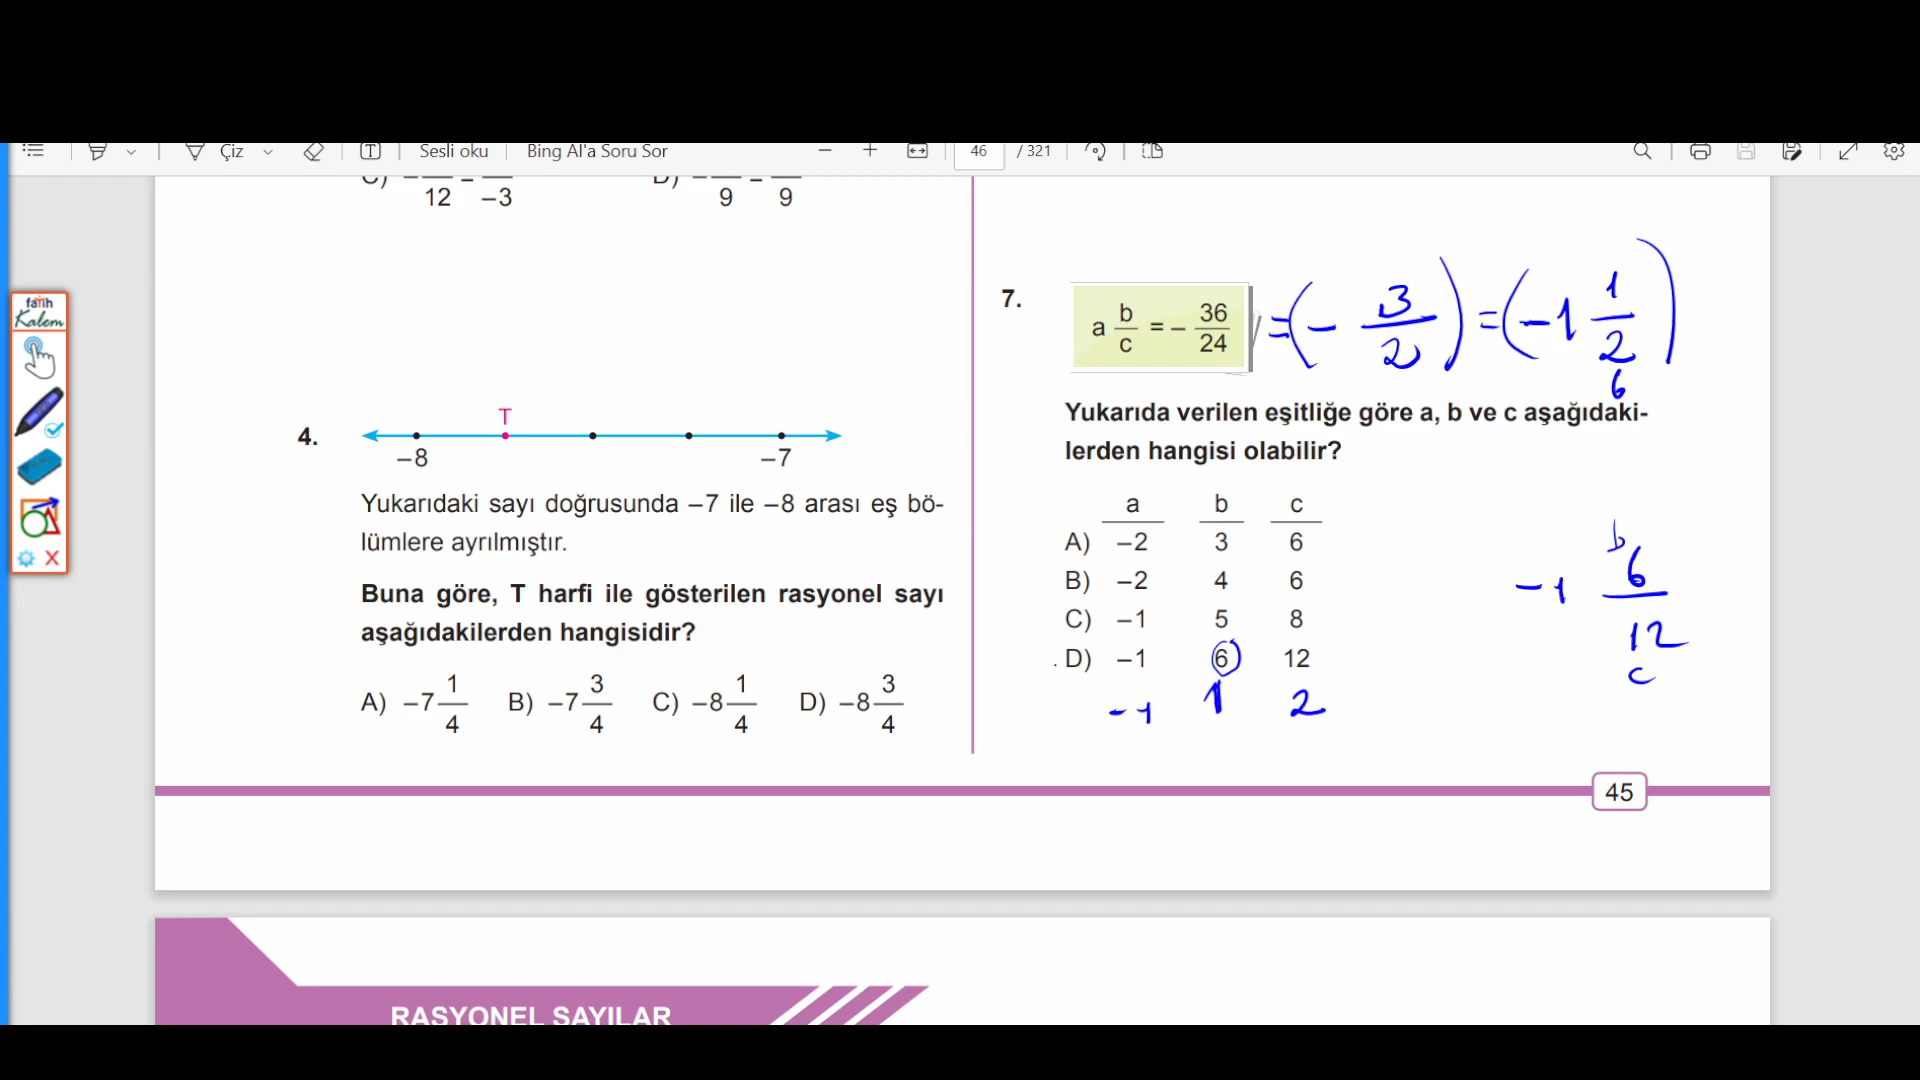 Çiz
Sesli oku
Bing AI'a Soru Sor
46 / 321
fatih
Kalem
12 = −3
9 = 9
4.
T
−8 −7
Yukarıdaki sayı doğrusunda −7 ile −8 arası eş bö-
lümlere ayrılmıştır.
Buna göre, T harfi ile gösterilen rasyonel sayı
aşağıdakilerden hangisidir?
A) −7 1/4 B) −7 3/4 C) −8 1/4 D) −8 3/4
7.
a b/c = − 36/24 = (− 3/2) = (−1 1/2)
6
Yukarıda verilen eşitliğe göre a, b ve c aşağıdaki-
lerden hangisi olabilir?
a b c
A) −2 3 6
B) −2 4 6
C) −1 5 8
D) −1 6 12
−1 1 2
b
−1 6/12
c
45
RASYONEL SAYILAR